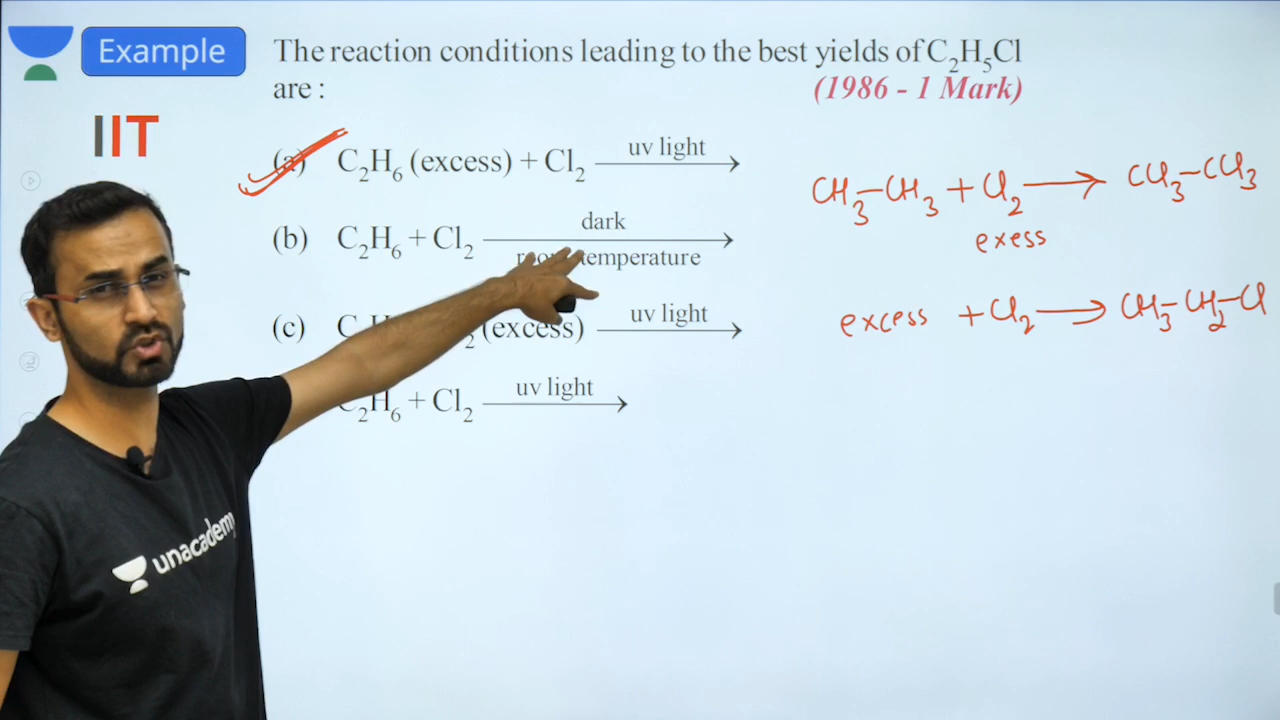 Example
The reaction conditions leading to the best yields of C₂H₅Cl
are :
(1986 - 1 Mark)
IIT
(a) C₂H₆ (excess) + Cl₂ uv light ⟶
(b) C₂H₆ + Cl₂ dark ⟶ temperature
(c) (excess) uv light ⟶
C₂H₆ + Cl₂ uv light ⟶
CH₃-CH₃ + Cl₂ ⟶ CCl₃-CCl₃
exess
excess + Cl₂ ⟶ CH₃-CH₂-Cl
unacademy